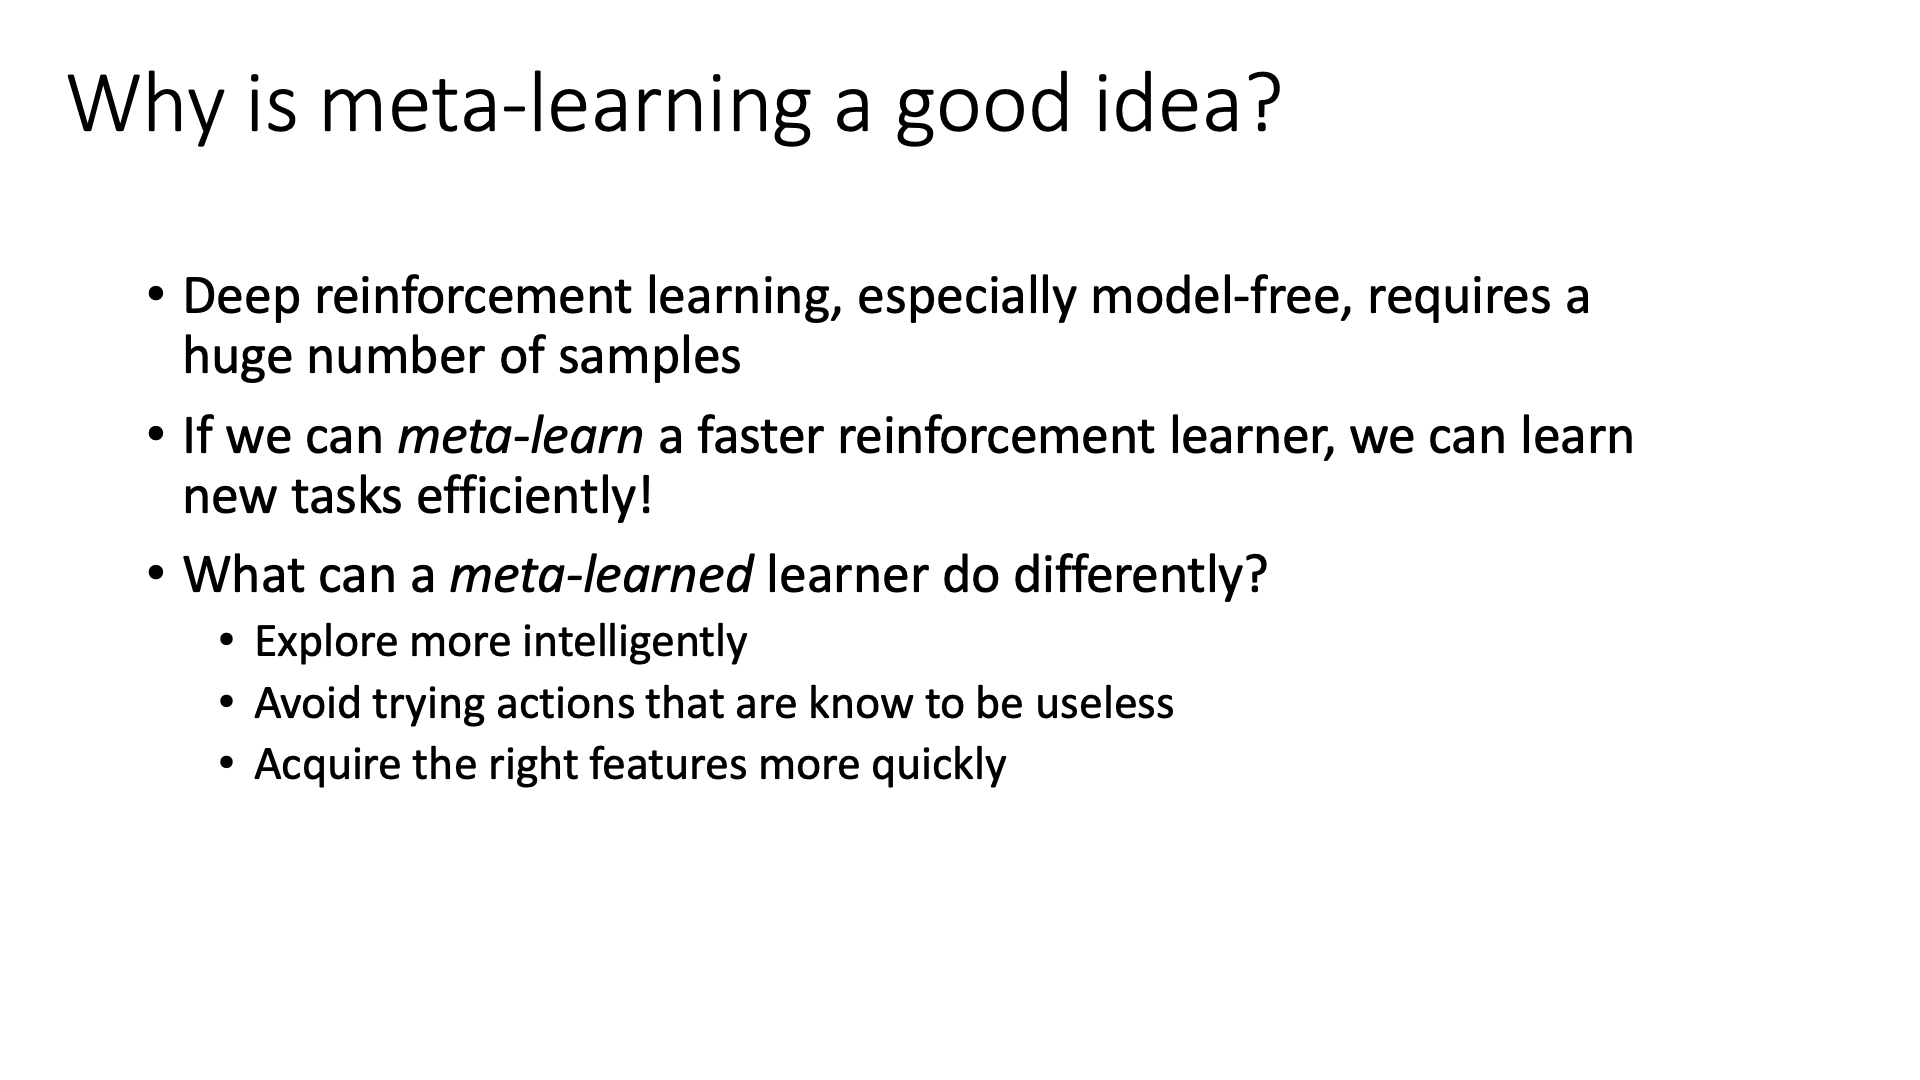 Why is meta-learning a good idea?
• Deep reinforcement learning, especially model-free, requires a
huge number of samples
• If we can meta-learn a faster reinforcement learner, we can learn
new tasks efficiently!
• What can a meta-learned learner do differently?
• Explore more intelligently
• Avoid trying actions that are know to be useless
• Acquire the right features more quickly